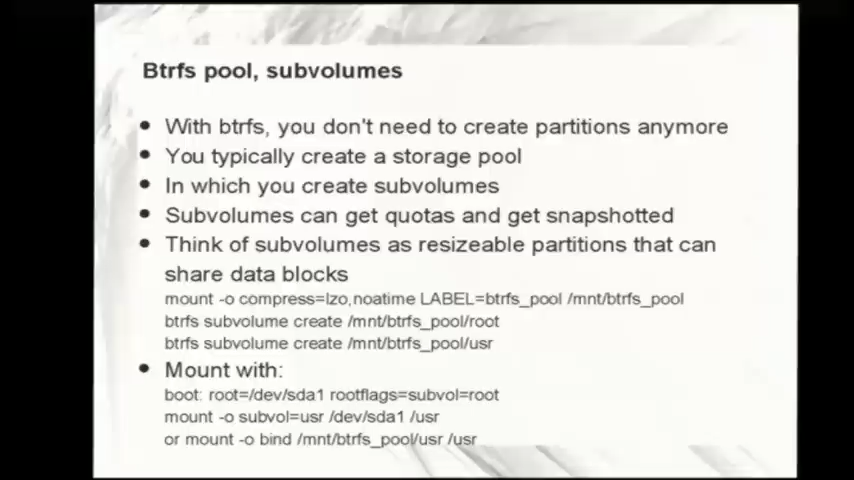 Btrfs pool, subvolumes
• With btrfs, you don't need to create partitions anymore
• You typically create a storage pool
• In which you create subvolumes
• Subvolumes can get quotas and get snapshotted
• Think of subvolumes as resizeable partitions that can
share data blocks
mount -o compress=lzo,noatime LABEL=btrfs_pool /mnt/btrfs_pool
btrfs subvolume create /mnt/btrfs_pool/root
btrfs subvolume create /mnt/btrfs_pool/usr
• Mount with:
boot: root=/dev/sda1 rootflags=subvol=root
mount -o subvol=usr /dev/sda1 /usr
or mount -o bind /mnt/btrfs_pool/usr /usr